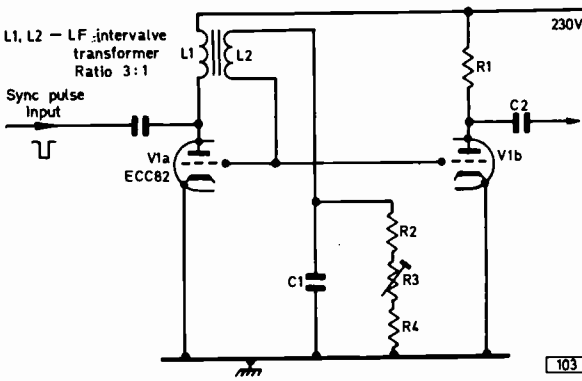 L1, L2 – LF intervalve
transformer
Ratio 3:1
L1
L2
230V
R1
Sync pulse
input
C2
V1a
ECC82
V1b
R2
C1
R3
R4
103